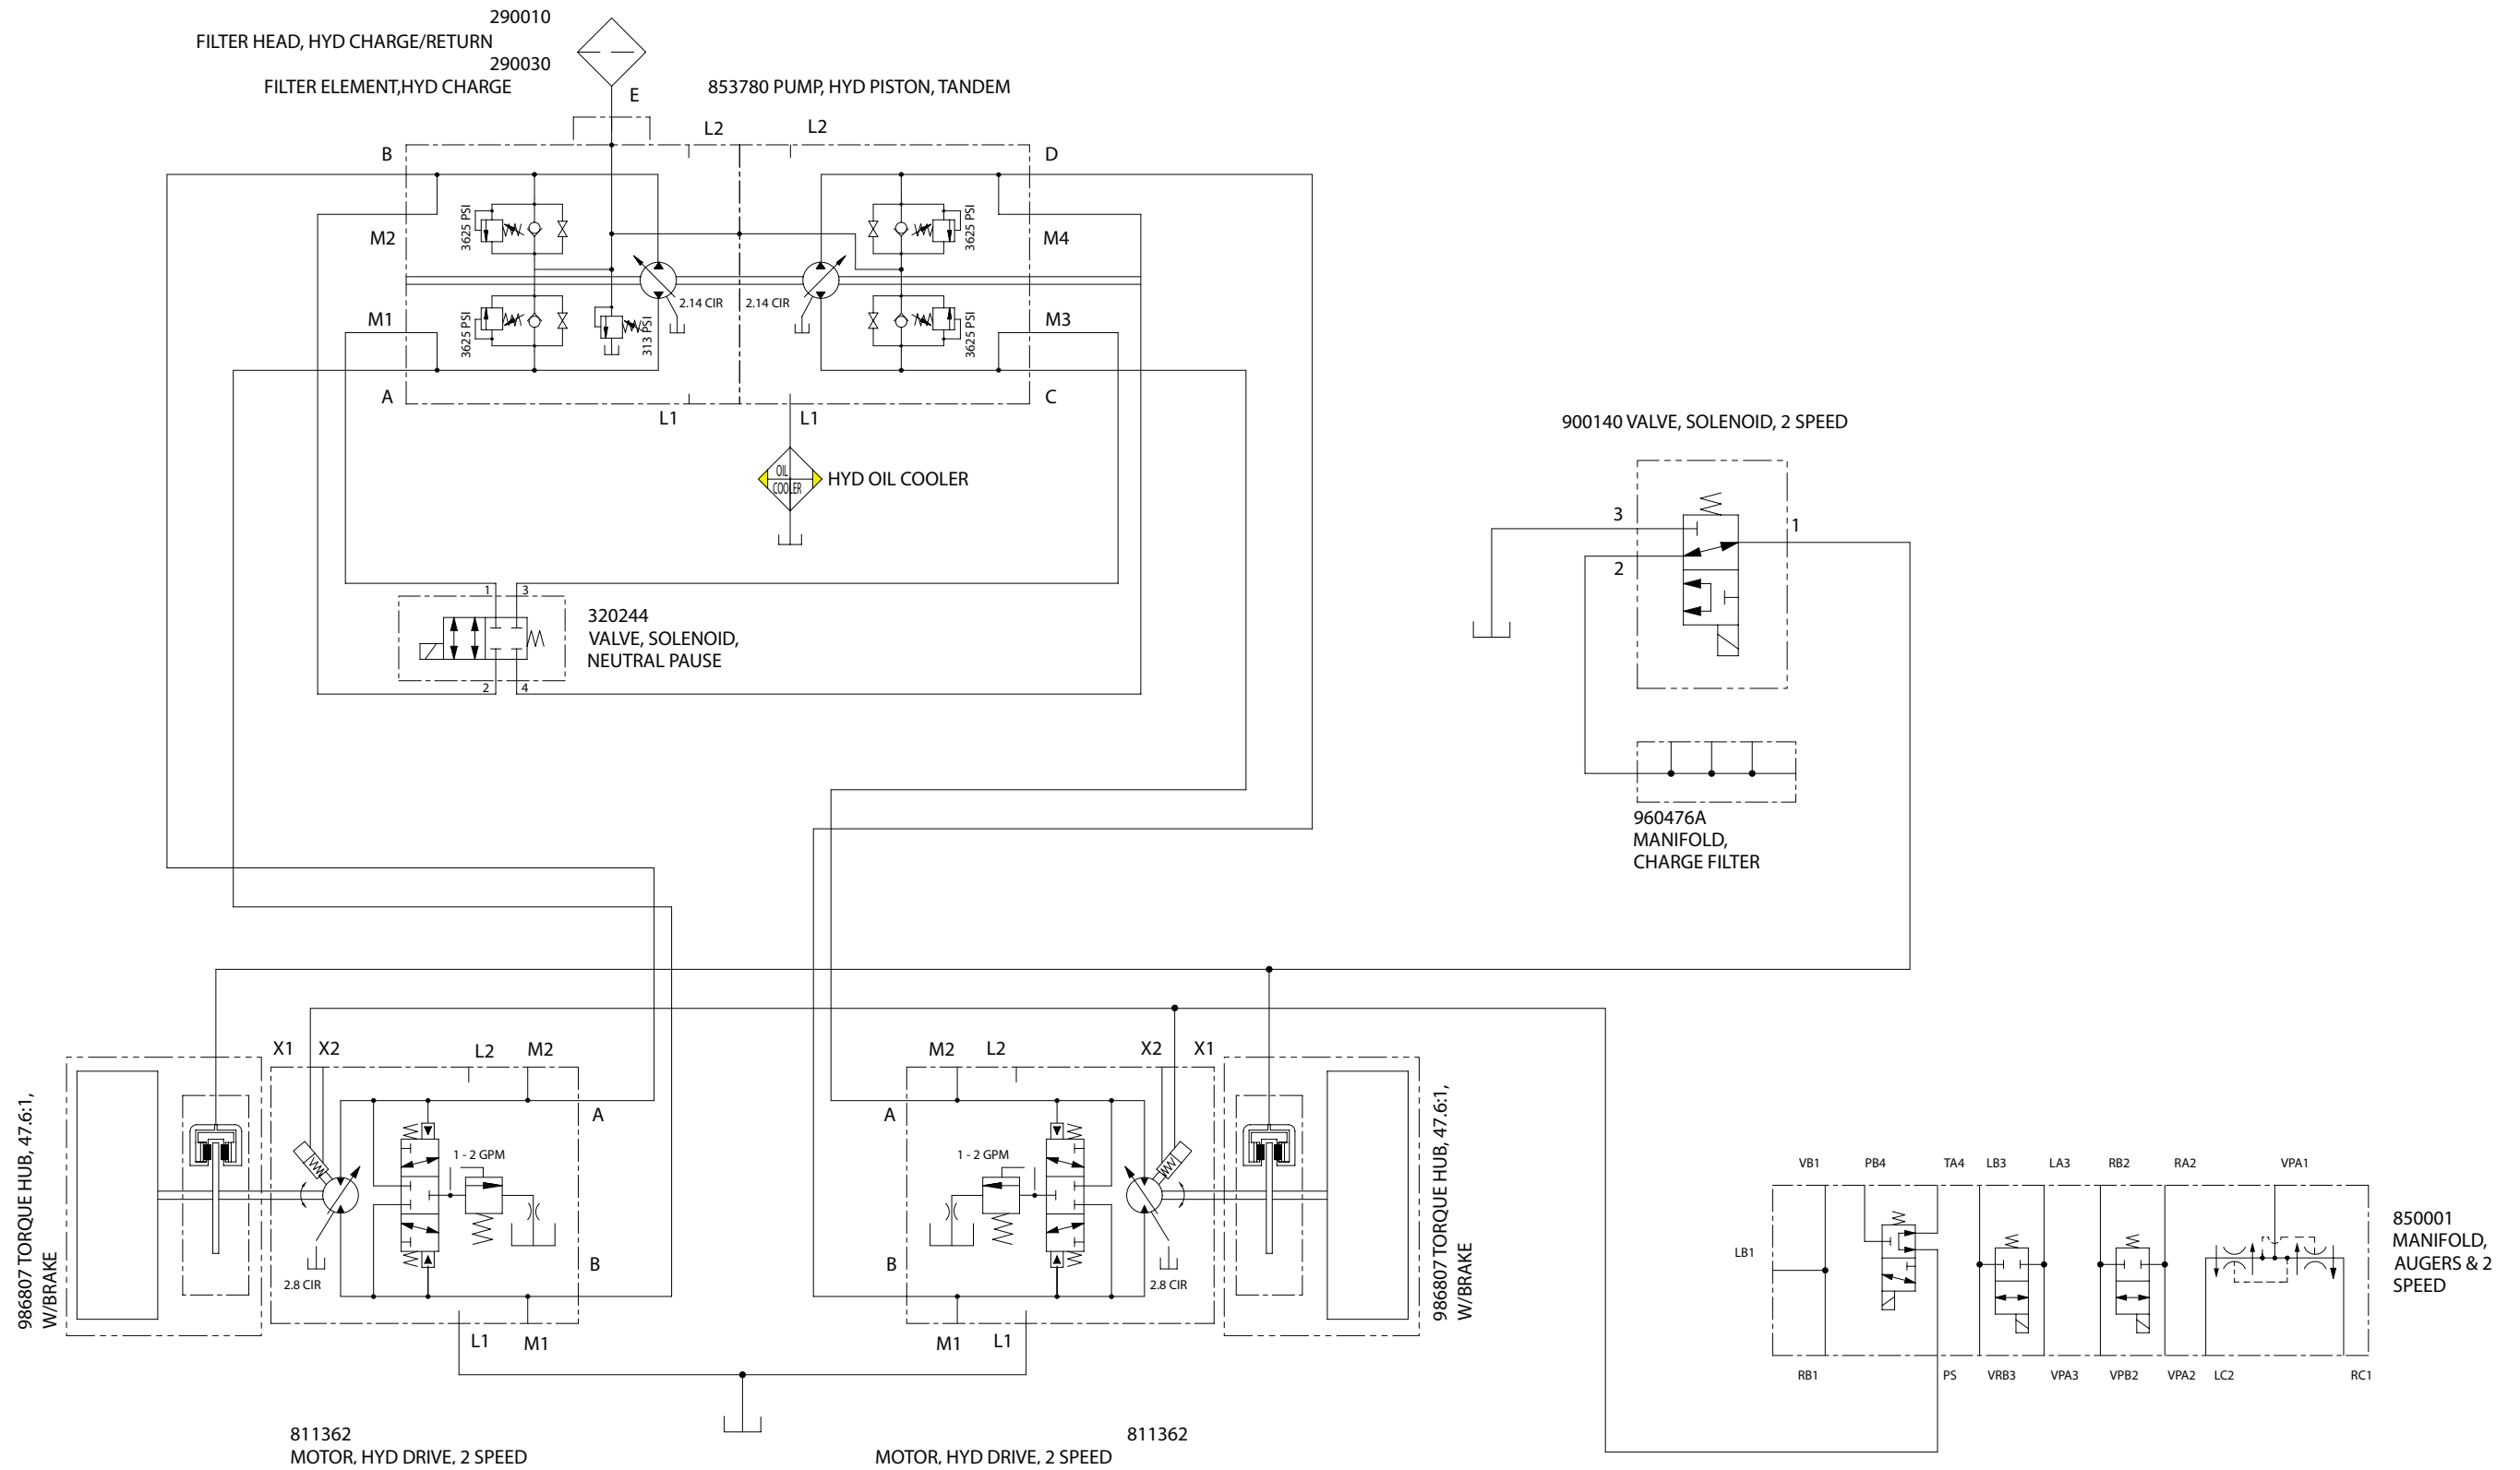 290010
FILTER HEAD, HYD CHARGE/RETURN
290030
FILTER ELEMENT,HYD CHARGE
E
853780 PUMP, HYD PISTON, TANDEM
L2
L2
B
D
3625 PSI
3625 PSI
M2
M4
2.14 CIR
2.14 CIR
M1
M3
3625 PSI
313 PSI
3625 PSI
A
C
L1
L1
OIL
COOLER
HYD OIL COOLER
900140 VALVE, SOLENOID, 2 SPEED
3
1
2
1
3
320244
VALVE, SOLENOID,
NEUTRAL PAUSE
2
4
960476A
MANIFOLD,
CHARGE FILTER
X1
X2
L2
M2
M2
L2
X2
X1
986807 TORQUE HUB, 47.6:1,
W/BRAKE
A
A
1 - 2 GPM
1 - 2 GPM
B
B
2.8 CIR
2.8 CIR
986807 TORQUE HUB, 47.6:1,
W/BRAKE
L1
M1
M1
L1
VB1
PB4
TA4
LB3
LA3
RB2
RA2
VPA1
LB1
850001
MANIFOLD,
AUGERS & 2
SPEED
RB1
PS
VRB3
VPA3
VPB2
VPA2
LC2
RC1
811362
MOTOR, HYD DRIVE, 2 SPEED
811362
MOTOR, HYD DRIVE, 2 SPEED